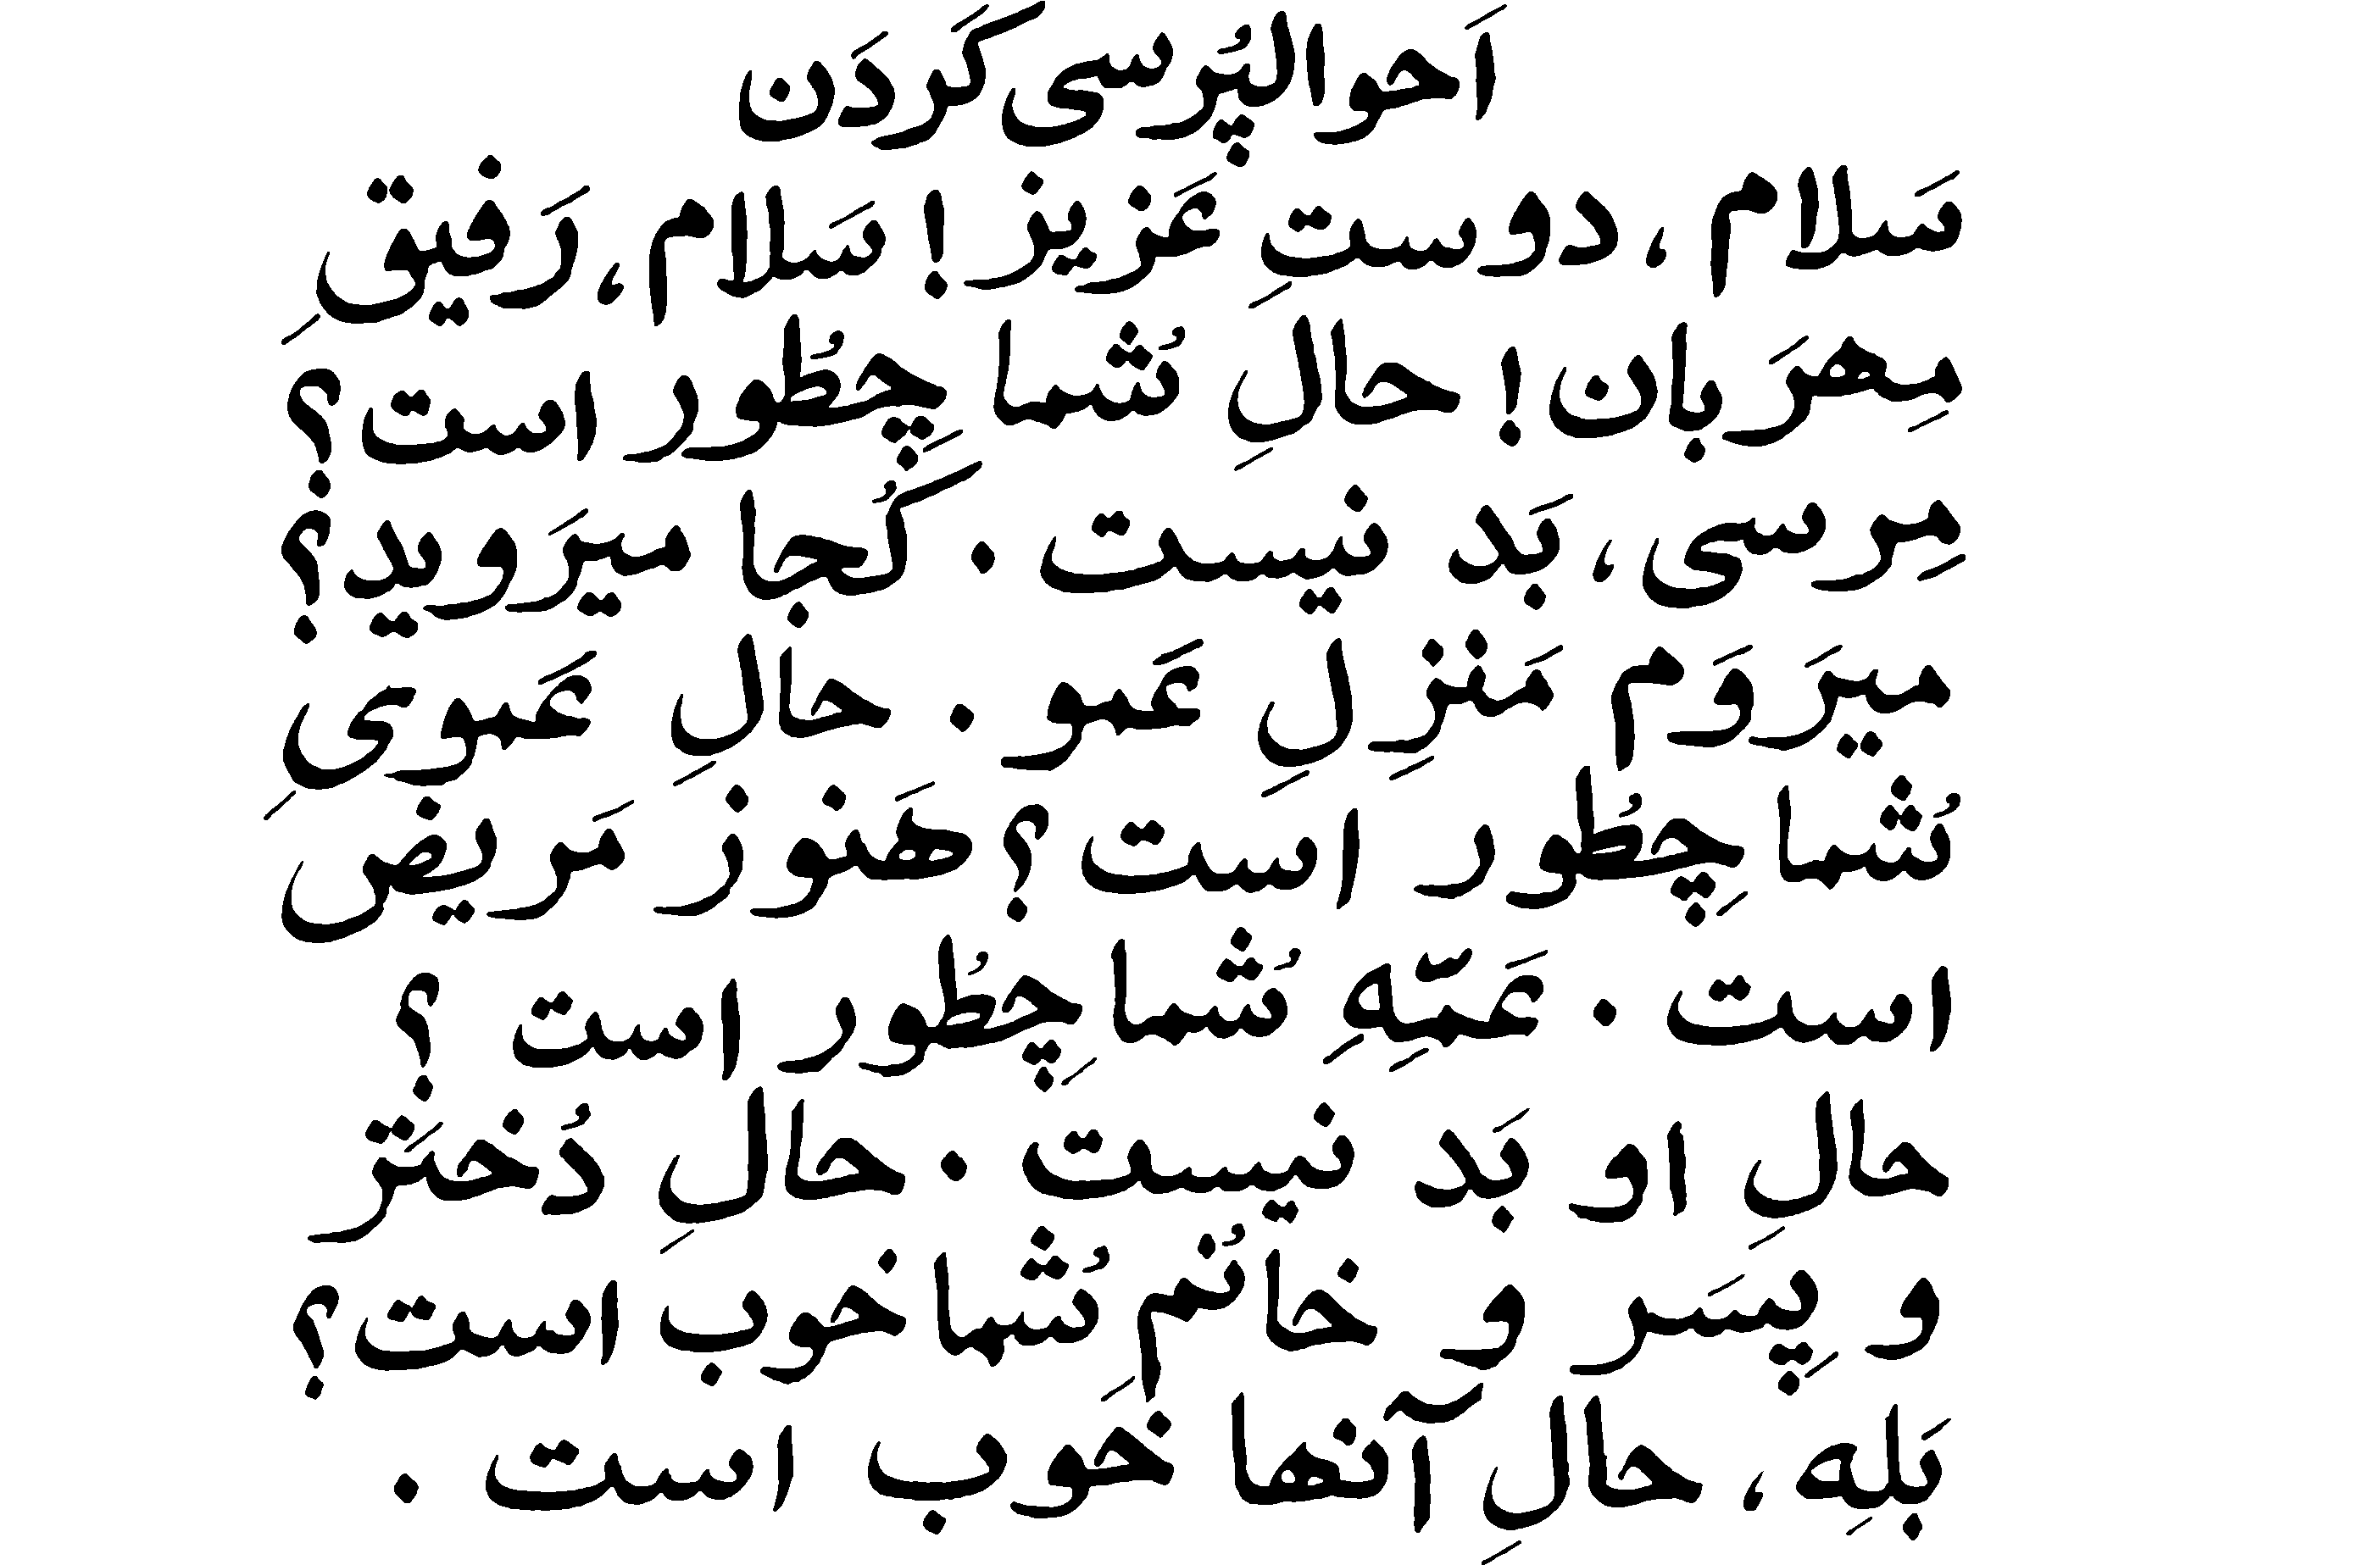 اَحوالپُرسی کَردَن
سَلام، دوستِ عَزیز! سَلام، رَفیقِ
مِهرَبان! حالِ شُما چِطُور است؟
مِرسی، بَد نیست. کُجا میرَوید؟
میرَوَم مَنزِلِ عَمو. حالِ عَمویِ
شُما چِطُور است؟ هَنوز مَریض
است. عَمّهِٔ شُما چِطُور است؟
حالِ او بَد نیست. حالِ دُختَر
و پِسَر و خانُم شُما خوب است؟
بَلِه، حالِ آنها خَوب است.